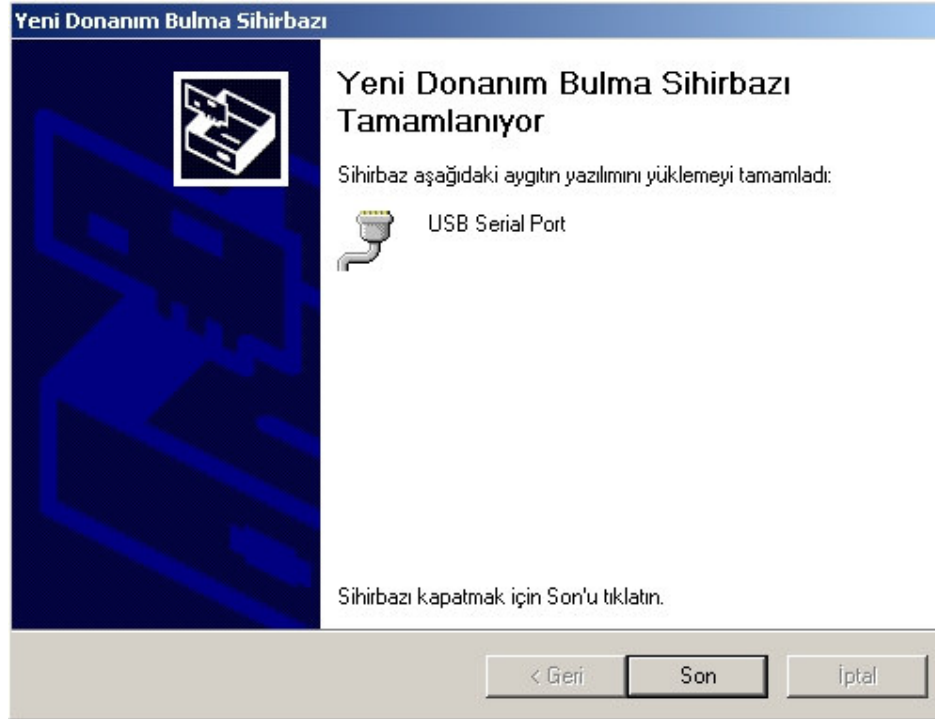 Yeni Donanım Bulma Sihirbazı
Yeni Donanım Bulma Sihirbazı
Tamamlanıyor
Sihirbaz aşağıdaki aygıtın yazılımını yüklemeyi tamamladı:
USB Serial Port
Sihirbazı kapatmak için Son'u tıklatın.
< Geri
Son
İptal